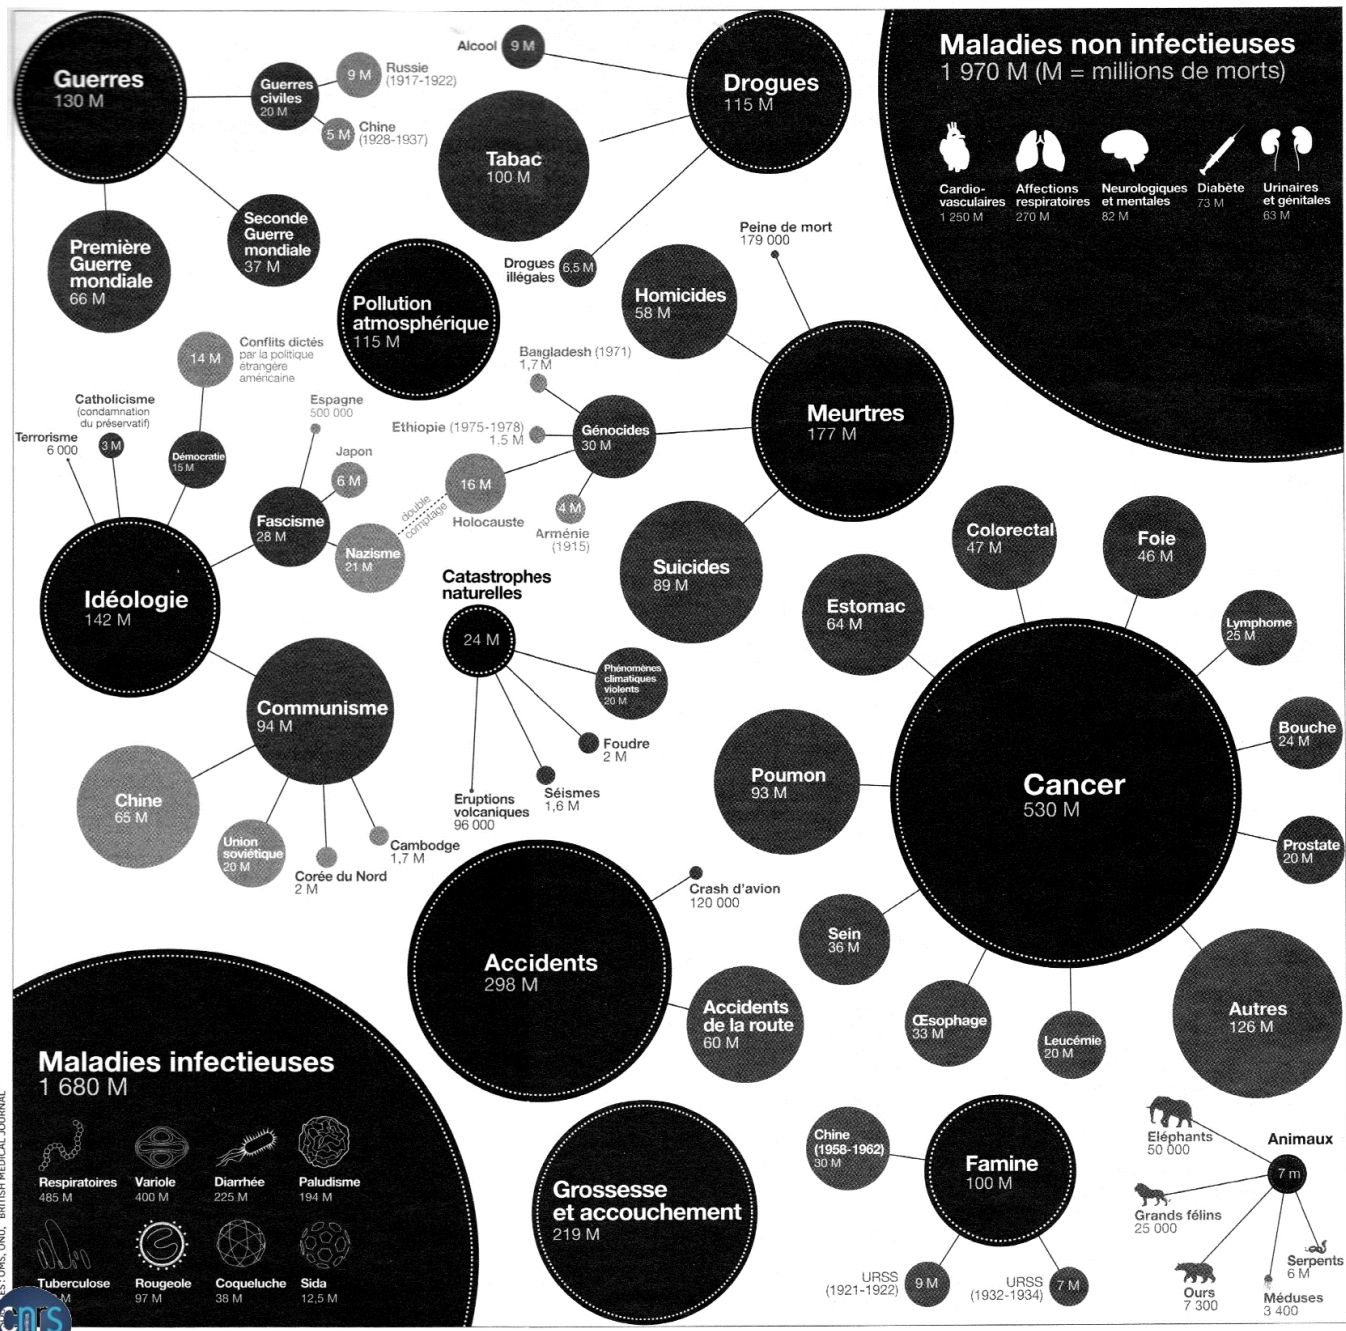 Guerres
130 M
Guerres
civiles
20 M
9 M
Russie
(1917-1922)
5 M
Chine
(1928-1937)
Première
Guerre
mondiale
66 M
Seconde
Guerre
mondiale
37 M
Alcool
9 M
Drogues
115 M
Tabac
100 M
Drogues
illégales
6,5 M
Maladies non infectieuses
1 970 M (M = millions de morts)
Cardio-
vasculaires
1 250 M
Affections
respiratoires
270 M
Neurologiques
et mentales
82 M
Diabète
73 M
Urinaires
et génitales
63 M
Pollution
atmosphérique
115 M
Peine de mort
179 000
Homicides
58 M
Meurtres
177 M
Bangladesh (1971)
1,7 M
Ethiopie (1975-1978)
1,5 M
Génocides
30 M
16 M
Holocauste
4 M
Arménie
(1915)
Suicides
89 M
double
comptage
14 M
Conflits dictés
par la politique
étrangère
américaine
Catholicisme
(condamnation
du préservatif)
3 M
Terrorisme
6 000
Démocratie
15 M
Espagne
500 000
Japon
6 M
Fascisme
28 M
Nazisme
21 M
Idéologie
142 M
Communisme
94 M
Chine
65 M
Union
soviétique
20 M
Corée du Nord
2 M
Cambodge
1,7 M
Catastrophes
naturelles
24 M
Phénomènes
climatiques
violents
20 M
Foudre
2 M
Séismes
1,6 M
Eruptions
volcaniques
96 000
Colorectal
47 M
Foie
46 M
Estomac
64 M
Lymphome
25 M
Bouche
24 M
Poumon
93 M
Cancer
530 M
Prostate
20 M
Sein
36 M
Œsophage
33 M
Leucémie
20 M
Autres
126 M
Accidents
298 M
Crash d'avion
120 000
Accidents
de la route
60 M
Maladies infectieuses
1 680 M
Respiratoires
485 M
Variole
400 M
Diarrhée
225 M
Paludisme
194 M
Tuberculose
M
Rougeole
97 M
Coqueluche
38 M
Sida
12,5 M
Grossesse
et accouchement
219 M
Chine
(1958-1962)
30 M
Famine
100 M
URSS
(1921-1922)
9 M
URSS
(1932-1934)
7 M
Eléphants
50 000
Animaux
7 m
Grands félins
25 000
Ours
7 300
Serpents
6 M
Méduses
3 400
OMS, ONU, BRITISH MEDICAL JOURNAL
cnrs